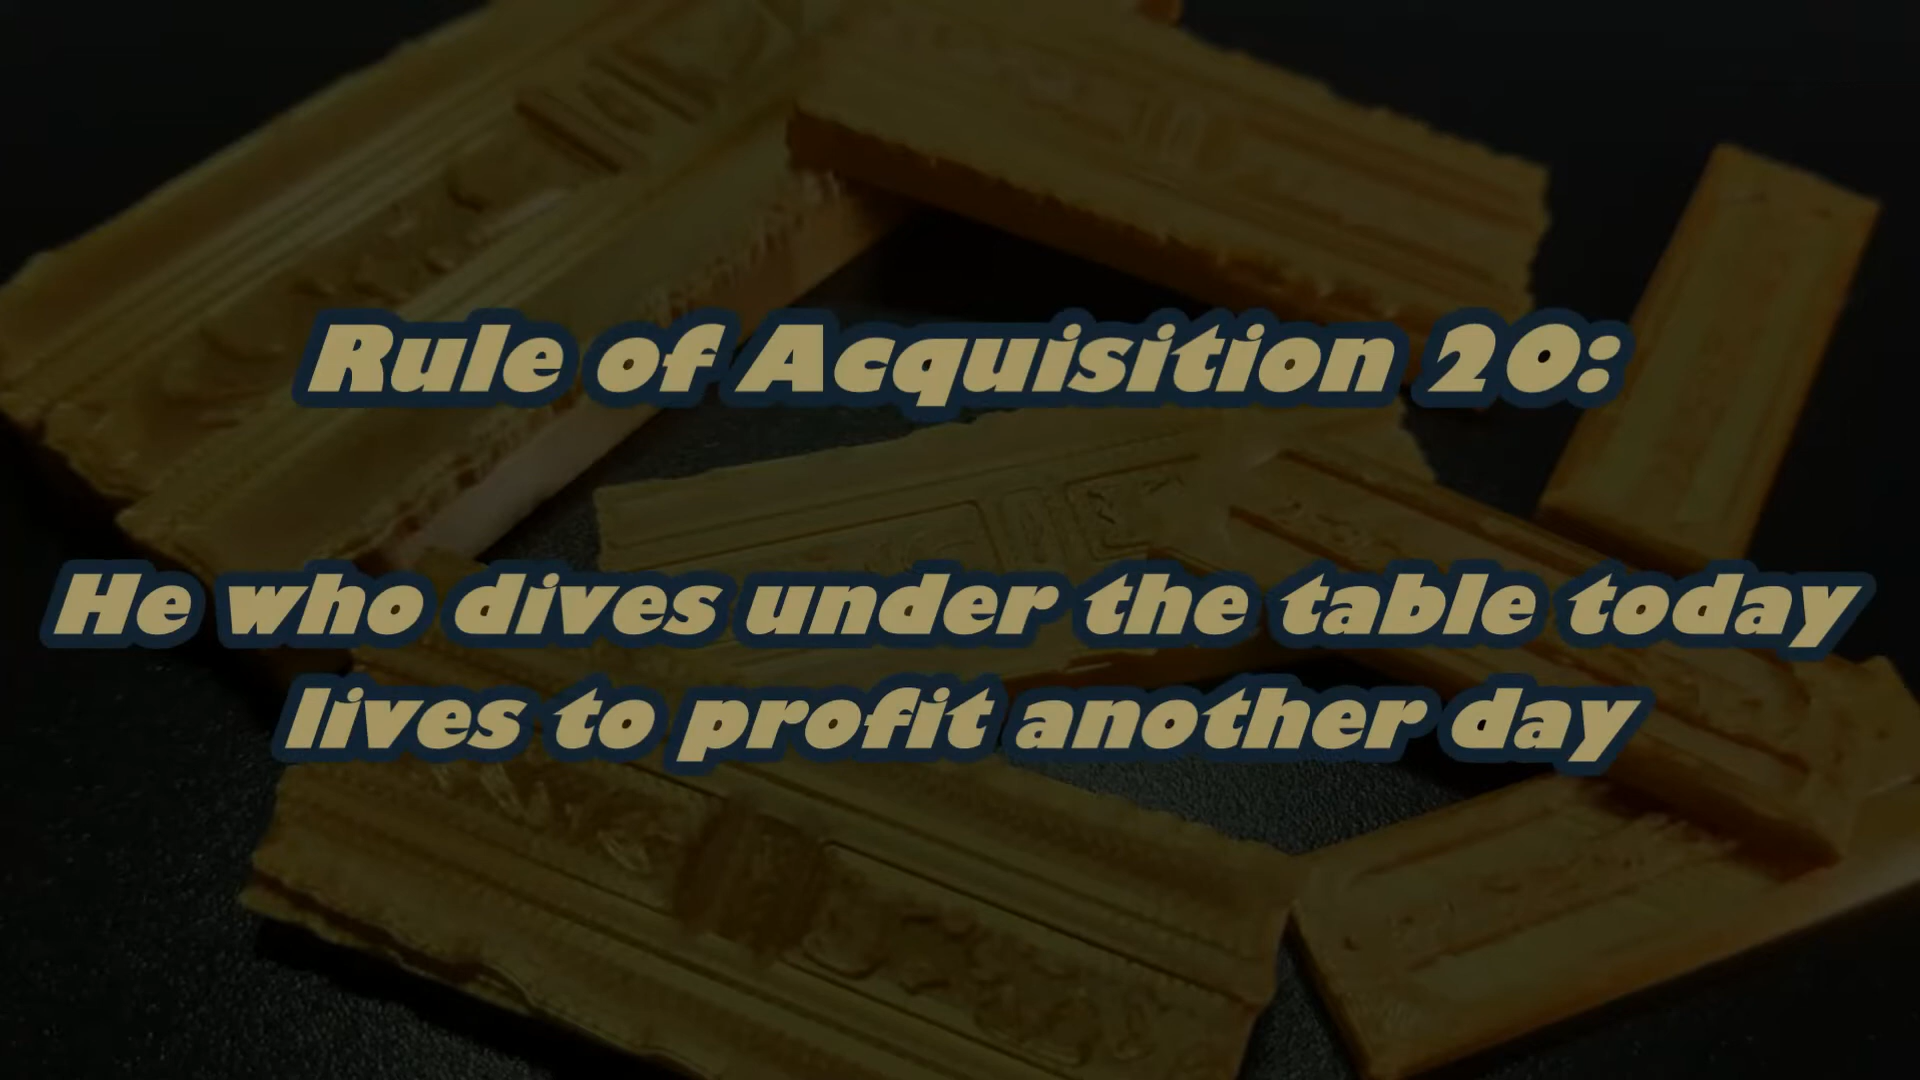 Rule of Acquisition 20:
He who dives under the table today
lives to profit another day